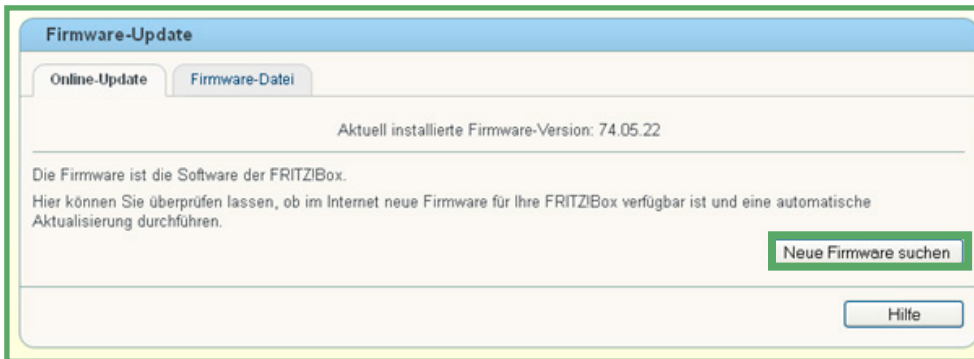 Firmware-Update
Online-Update Firmware-Datei
Aktuell installierte Firmware-Version: 74.05.22
Die Firmware ist die Software der FRITZ!Box.
Hier können Sie überprüfen lassen, ob im Internet neue Firmware für Ihre FRITZ!Box verfügbar ist und eine automatische
Aktualisierung durchführen.
Neue Firmware suchen
Hilfe